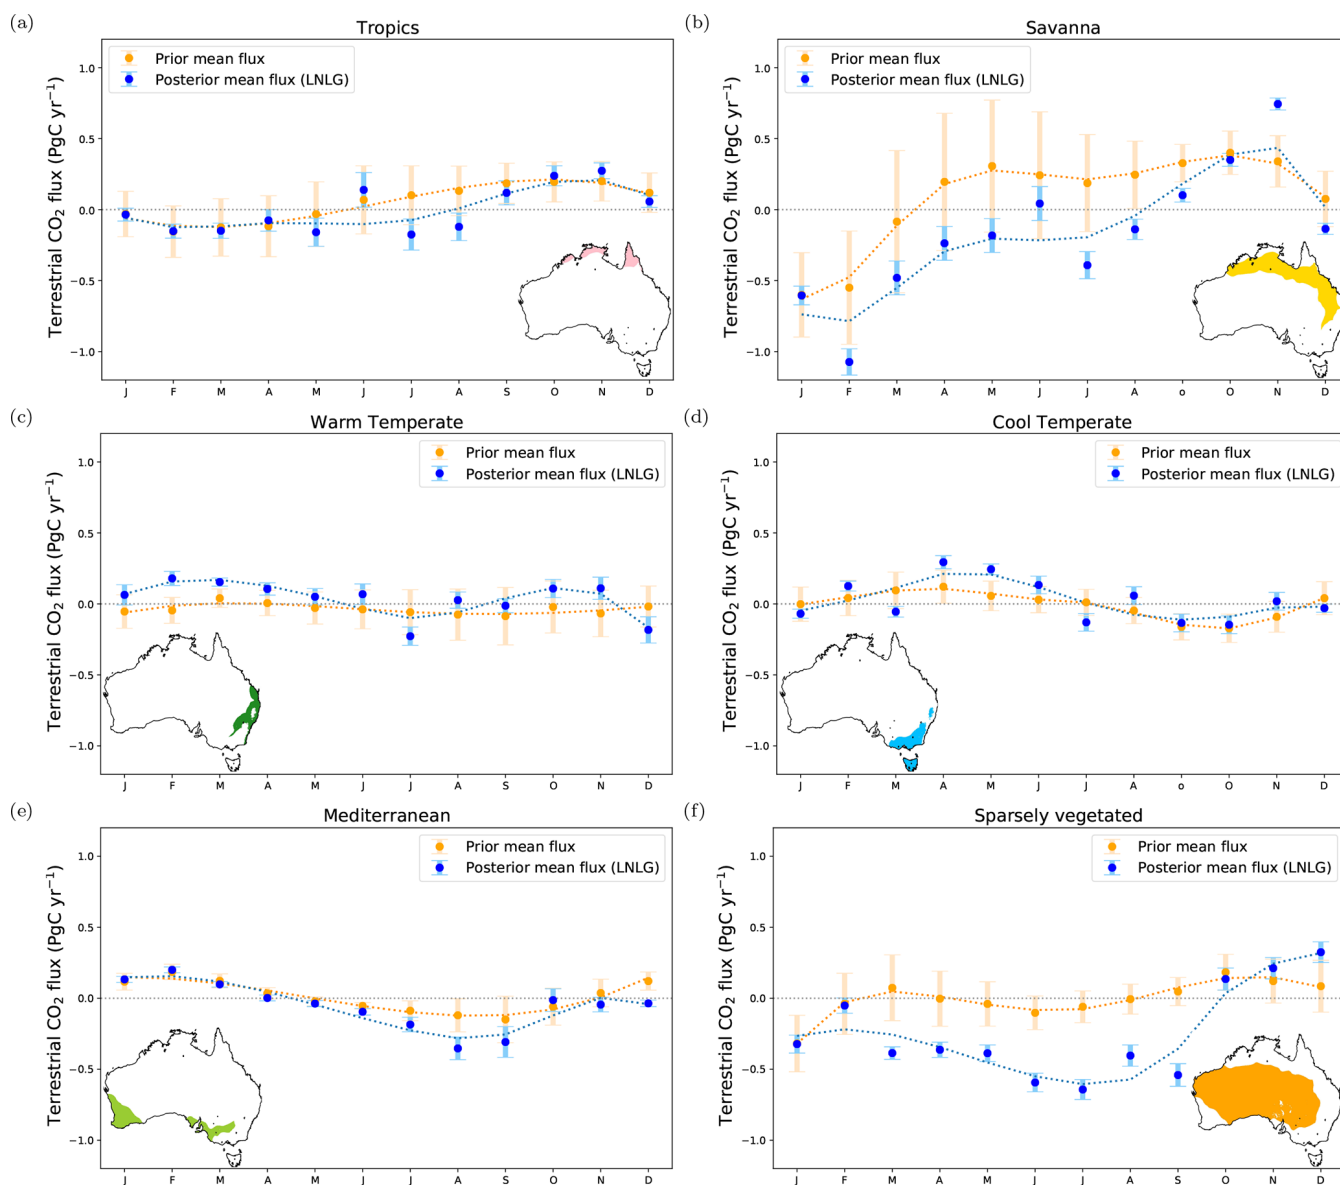 (a)
Tropics
Prior mean flux
Posterior mean flux (LNLG)
Terrestrial CO₂ flux (PgC yr⁻¹)
1.0
0.5
0.0
−0.5
−1.0
J F M A M J J A S O N D
(b)
Savanna
Prior mean flux
Posterior mean flux (LNLG)
Terrestrial CO₂ flux (PgC yr⁻¹)
1.0
0.5
0.0
−0.5
−1.0
J F M A M J J A o O N D
(c)
Warm Temperate
Prior mean flux
Posterior mean flux (LNLG)
Terrestrial CO₂ flux (PgC yr⁻¹)
1.0
0.5
0.0
−0.5
−1.0
J F M A M J J A S O N D
(d)
Cool Temperate
Prior mean flux
Posterior mean flux (LNLG)
Terrestrial CO₂ flux (PgC yr⁻¹)
1.0
0.5
0.0
−0.5
−1.0
J F M A M J J A o O N D
(e)
Mediterranean
Prior mean flux
Posterior mean flux (LNLG)
Terrestrial CO₂ flux (PgC yr⁻¹)
1.0
0.5
0.0
−0.5
−1.0
J F M A M J J A S O N D
(f)
Sparsely vegetated
Prior mean flux
Posterior mean flux (LNLG)
Terrestrial CO₂ flux (PgC yr⁻¹)
1.0
0.5
0.0
−0.5
−1.0
J F M A M J J A S O N D